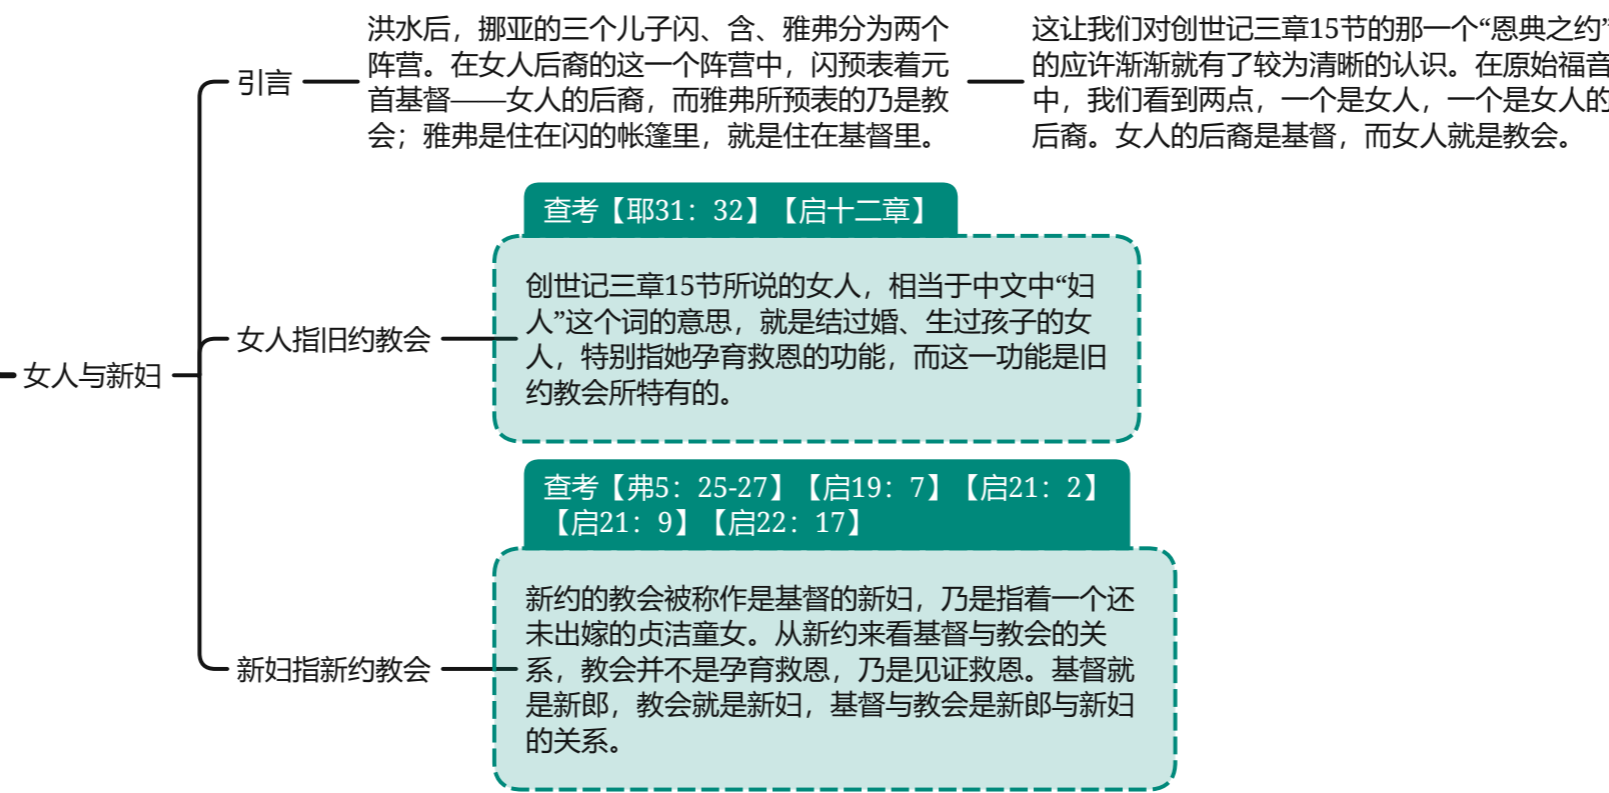 洪水后，挪亚的三个儿子闪、含、雅弗分为两个
阵营。在女人后裔的这一个阵营中，闪预表着元
首基督——女人的后裔，而雅弗所预表的乃是教
会；雅弗是住在闪的帐篷里，就是住在基督里。
这让我们对创世记三章15节的那一个“恩典之约”
的应许渐渐就有了较为清晰的认识。在原始福音
中，我们看到两点，一个是女人，一个是女人的
后裔。女人的后裔是基督，而女人就是教会。
引言
查考【耶31：32】【启十二章】
创世记三章15节所说的女人，相当于中文中“妇
人”这个词的意思，就是结过婚、生过孩子的女
人，特别指她孕育救恩的功能，而这一功能是旧
约教会所特有的。
女人指旧约教会
女人与新妇
查考【弗5：25-27】【启19：7】【启21：2】
【启21：9】【启22：17】
新约的教会被称作是基督的新妇，乃是指着一个还
未出嫁的贞洁童女。从新约来看基督与教会的关
系，教会并不是孕育救恩，乃是见证救恩。基督就
是新郎，教会就是新妇，基督与教会是新郎与新妇
的关系。
新妇指新约教会